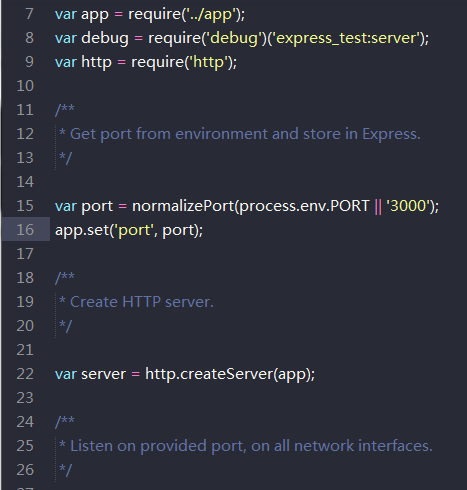 7 var app = require('../app');
8 var debug = require('debug')('express_test:server');
9 var http = require('http');
10
11 /**
12  * Get port from environment and store in Express.
13  */
14
15 var port = normalizePort(process.env.PORT || '3000');
16 app.set('port', port);
17
18 /**
19  * Create HTTP server.
20  */
21
22 var server = http.createServer(app);
23
24 /**
25  * Listen on provided port, on all network interfaces.
26  */
27